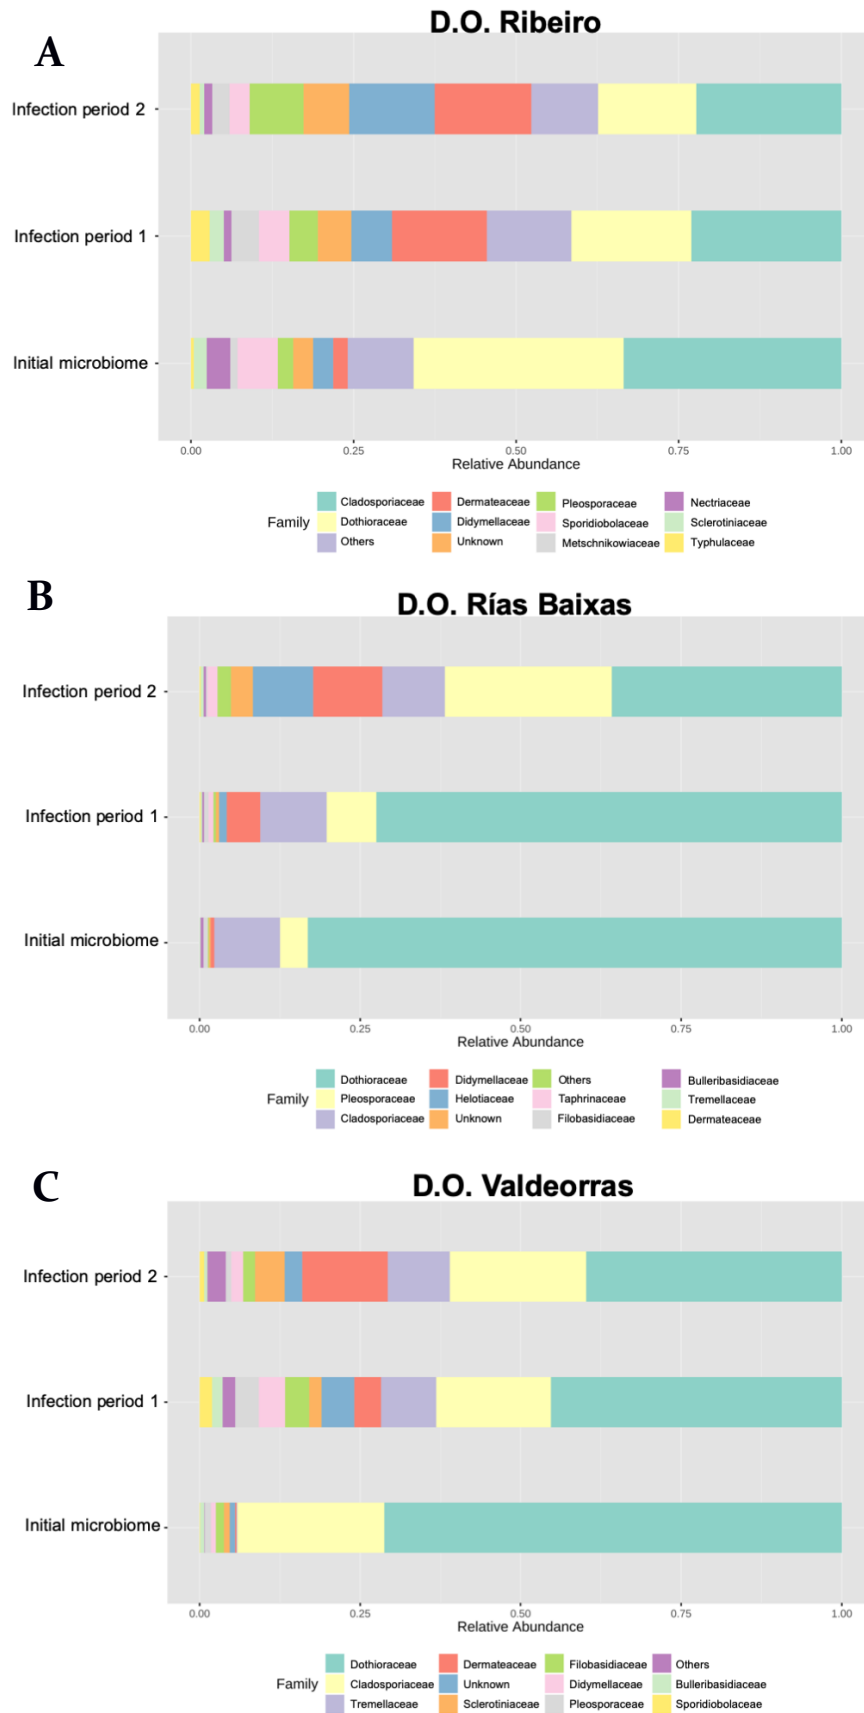 A
D.O. Ribeiro
Infection period 2
Infection period 1
Initial microbiome
0.00 0.25 0.50 0.75 1.00
Relative Abundance
Family
Cladosporiaceae Dermateaceae Pleosporaceae Nectriaceae
Dothioraceae Didymellaceae Sporidiobolaceae Sclerotiniaceae
Others Unknown Metschnikowiaceae Typhulaceae
B
D.O. Rías Baixas
Infection period 2
Infection period 1
Initial microbiome
0.00 0.25 0.50 0.75 1.00
Relative Abundance
Family
Dothioraceae Didymellaceae Others Bulleribasidiaceae
Pleosporaceae Helotiaceae Taphrinaceae Tremellaceae
Cladosporiaceae Unknown Filobasidiaceae Dermateaceae
C
D.O. Valdeorras
Infection period 2
Infection period 1
Initial microbiome
0.00 0.25 0.50 0.75 1.00
Relative Abundance
Family
Dothioraceae Dermateaceae Filobasidiaceae Others
Cladosporiaceae Unknown Didymellaceae Bulleribasidiaceae
Tremellaceae Sclerotiniaceae Pleosporaceae Sporidiobolaceae